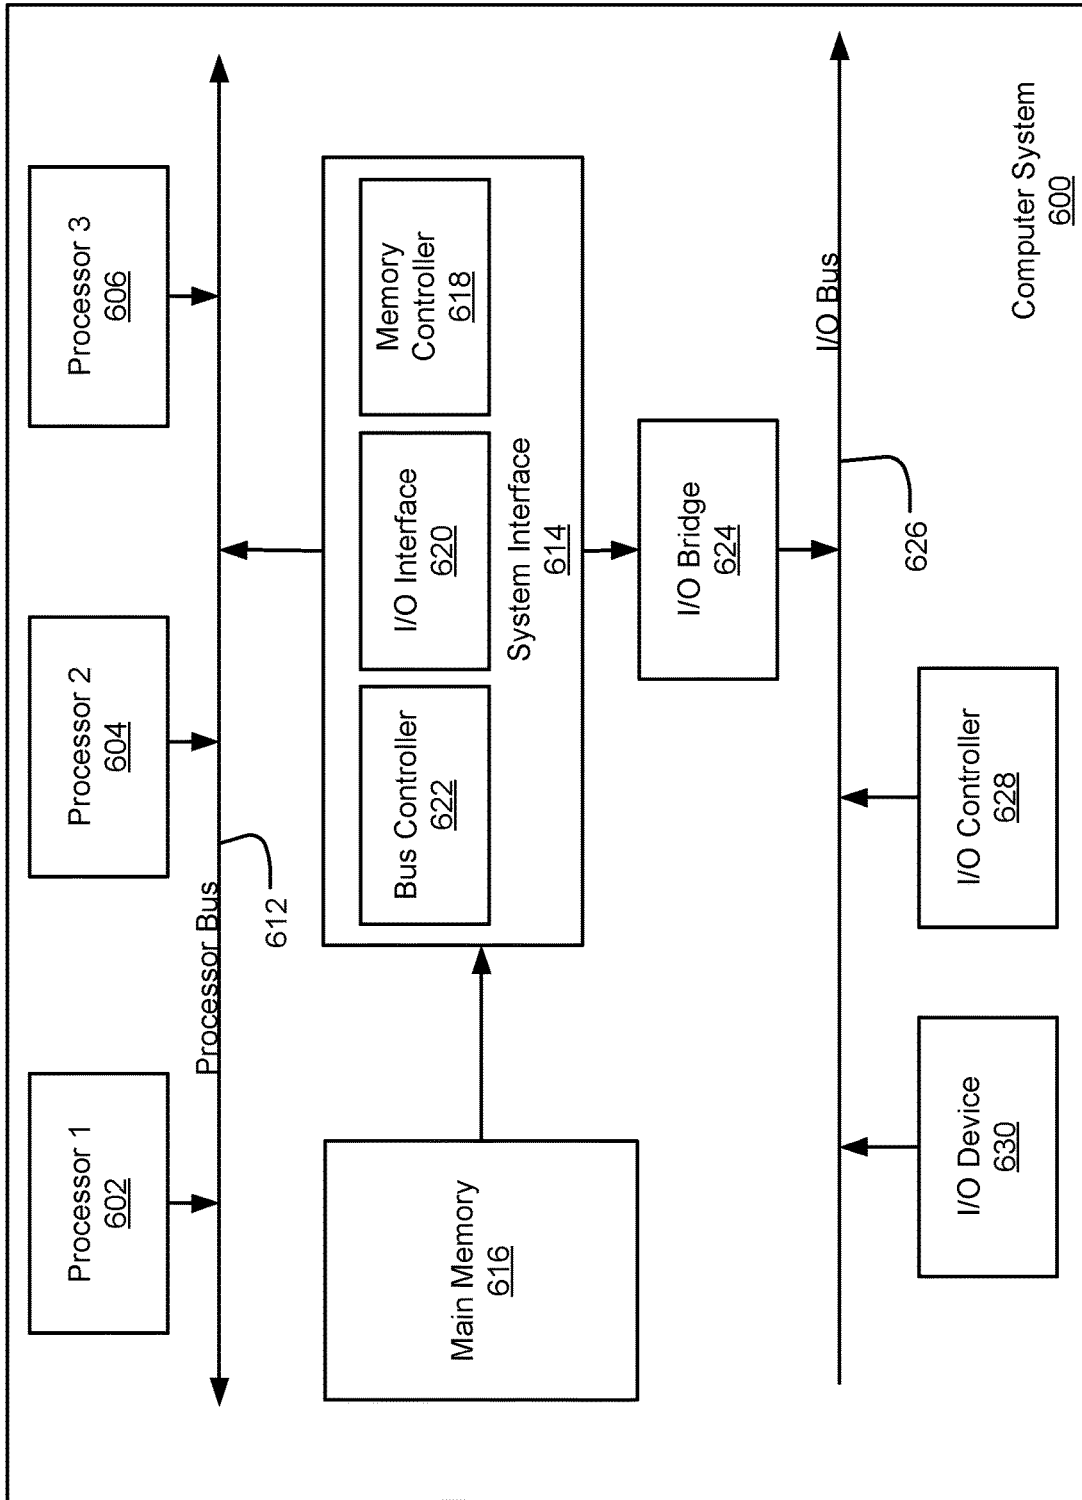 Processor 1
602
Processor 2
604
Processor 3
606
Processor Bus
612
Main Memory
616
Bus Controller
622
I/O Interface
620
Memory
Controller
618
System Interface
614
I/O Bridge
624
I/O Bus
626
I/O Device
630
I/O Controller
628
Computer System
600